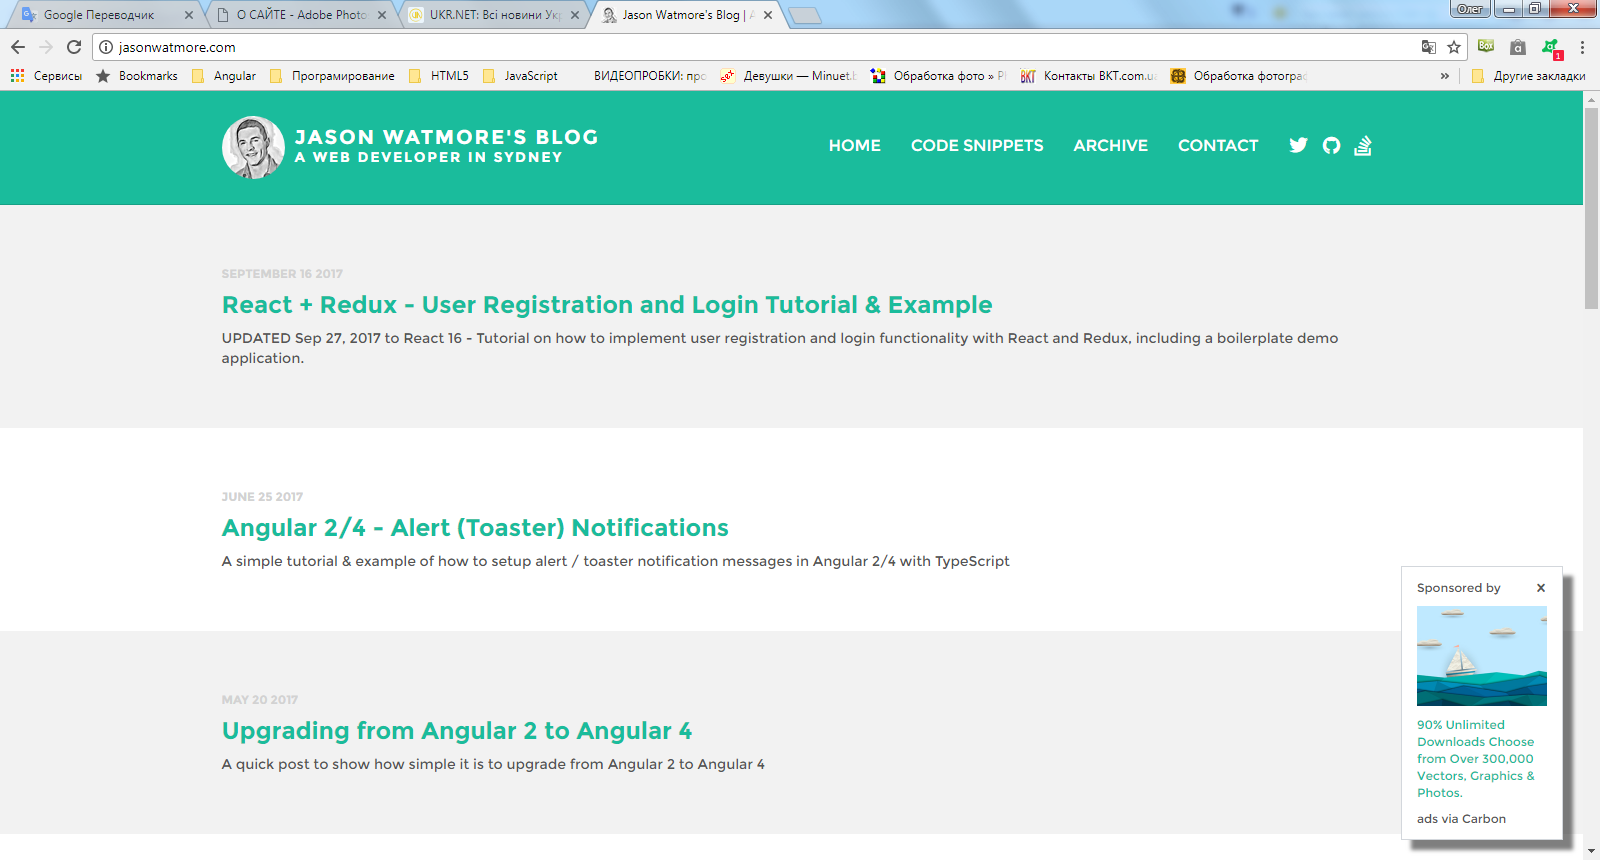 Google Переводчик
О САЙТЕ - Adobe Photo
UKR.NET: Всі новини Укр
Jason Watmore's Blog |
Олег
jasonwatmore.com
Сервисы
Bookmarks
Angular
Програмирование
HTML5
JavaScript
ВИДЕОПРОБКИ: про
Девушки — Minuet.b
Обработка фото »
Контакты BKT.com.ua
Обработка фотограф
»
Другие закладки
JASON WATMORE'S BLOG
A WEB DEVELOPER IN SYDNEY
HOME
CODE SNIPPETS
ARCHIVE
CONTACT
SEPTEMBER 16 2017
React + Redux - User Registration and Login Tutorial & Example
UPDATED Sep 27, 2017 to React 16 - Tutorial on how to implement user registration and login functionality with React and Redux, including a boilerplate demo
application.
JUNE 25 2017
Angular 2/4 - Alert (Toaster) Notifications
A simple tutorial & example of how to setup alert / toaster notification messages in Angular 2/4 with TypeScript
MAY 20 2017
Upgrading from Angular 2 to Angular 4
A quick post to show how simple it is to upgrade from Angular 2 to Angular 4
Sponsored by
x
90% Unlimited
Downloads Choose
from Over 300,000
Vectors, Graphics &
Photos.
ads via Carbon